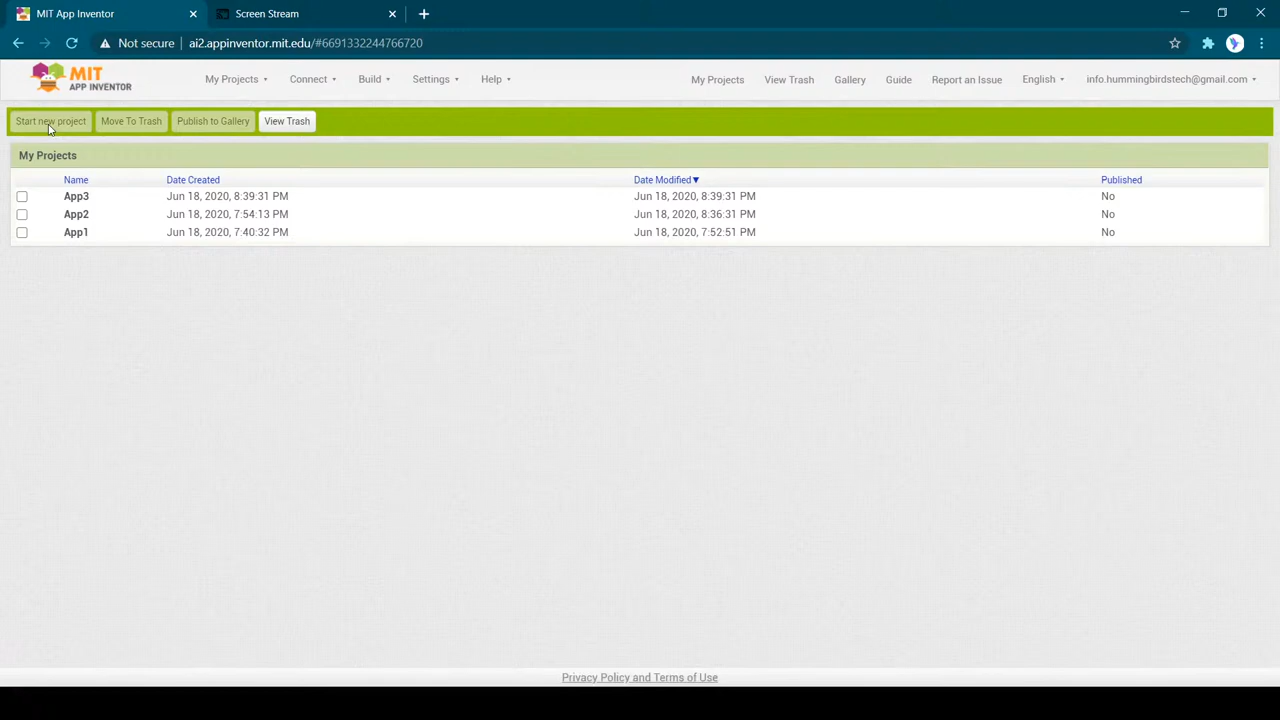 MIT App Inventor
Screen Stream
Not secure ai2.appinventor.mit.edu/#6691332244766720
MIT
APP INVENTOR
My Projects Connect Build Settings Help My Projects View Trash Gallery Guide Report an Issue English info.hummingbirdstech@gmail.com
Start new project Move To Trash Publish to Gallery View Trash
My Projects
Name Date Created Date Modified Published
App3 Jun 18, 2020, 8:39:31 PM Jun 18, 2020, 8:39:31 PM No
App2 Jun 18, 2020, 7:54:13 PM Jun 18, 2020, 8:36:31 PM No
App1 Jun 18, 2020, 7:40:32 PM Jun 18, 2020, 7:52:51 PM No
Privacy Policy and Terms of Use